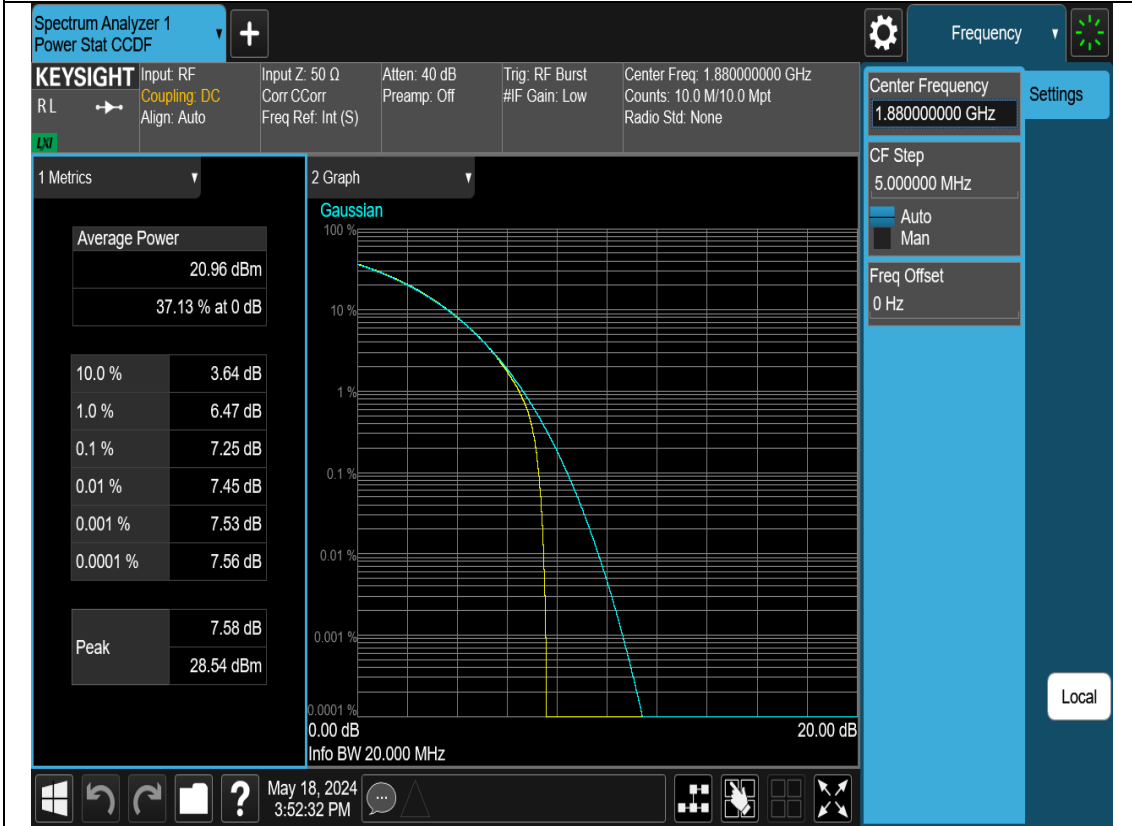 Spectrum Analyzer 1
Power Stat CCDF
Frequency
KEYSIGHT
RL
LXI
Input: RF
Coupling: DC
Align: Auto
Input Z: 50 Ω
Corr CCorr
Freq Ref: Int (S)
Atten: 40 dB
Preamp: Off
Trig: RF Burst
#IF Gain: Low
Center Freq: 1.880000000 GHz
Counts: 10.0 M/10.0 Mpt
Radio Std: None
Center Frequency
1.880000000 GHz
Settings
CF Step
5.000000 MHz
Auto
Man
Freq Offset
0 Hz
Local
1 Metrics
Average Power
20.96 dBm
37.13 % at 0 dB
10.0 % 3.64 dB
1.0 % 6.47 dB
0.1 % 7.25 dB
0.01 % 7.45 dB
0.001 % 7.53 dB
0.0001 % 7.56 dB
Peak
7.58 dB
28.54 dBm
2 Graph
Gaussian
100 %
10 %
1 %
0.1 %
0.01 %
0.001 %
0.0001 %
0.00 dB 20.00 dB
Info BW 20.000 MHz
?
May 18, 2024
3:52:32 PM